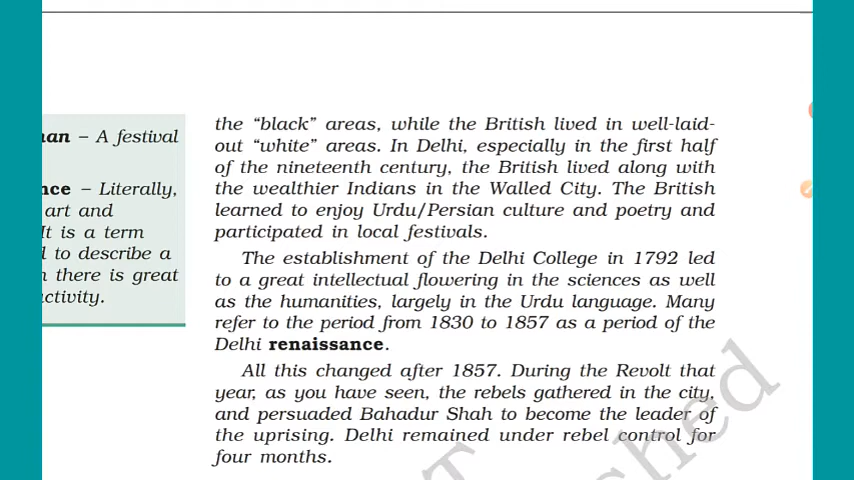 man – A festival
nce – Literally,
art and
It is a term
to describe a
there is great
activity.
the “black” areas, while the British lived in well-laid-
out “white” areas. In Delhi, especially in the first half
of the nineteenth century, the British lived along with
the wealthier Indians in the Walled City. The British
learned to enjoy Urdu/Persian culture and poetry and
participated in local festivals.
The establishment of the Delhi College in 1792 led
to a great intellectual flowering in the sciences as well
as the humanities, largely in the Urdu language. Many
refer to the period from 1830 to 1857 as a period of the
Delhi renaissance.
All this changed after 1857. During the Revolt that
year, as you have seen, the rebels gathered in the city,
and persuaded Bahadur Shah to become the leader of
the uprising. Delhi remained under rebel control for
four months.
shed